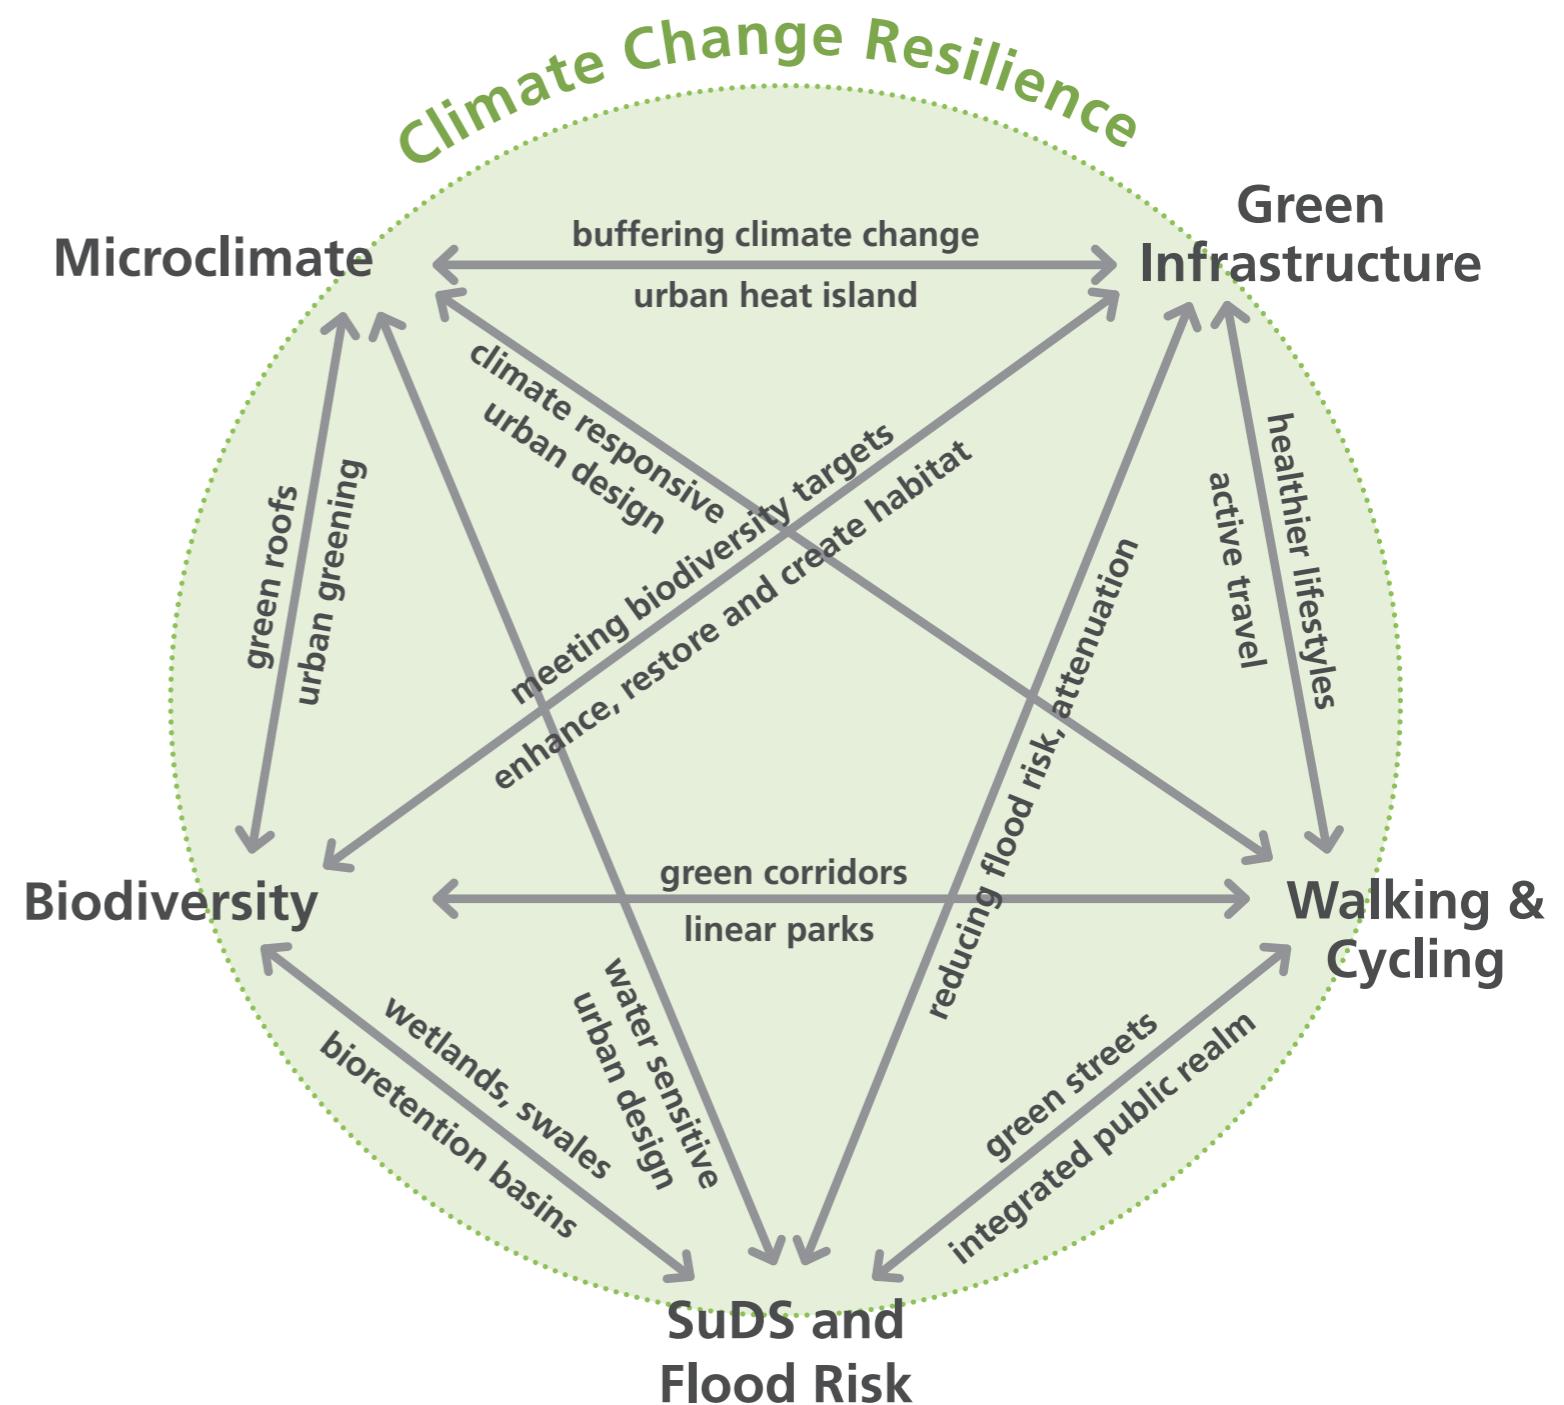 Climate Change Resilience
Green
Infrastructure
Microclimate
buffering climate change
urban heat island
climate responsive
urban design
meeting biodiversity targets
enhance, restore and create habitat
healthier lifestyles
active travel
green roofs
urban greening
reducing flood risk, attenuation
green corridors
linear parks
Biodiversity
Walking &
Cycling
wetlands, swales
bioretention basins
water sensitive
urban design
green streets
integrated public realm
SuDS and
Flood Risk